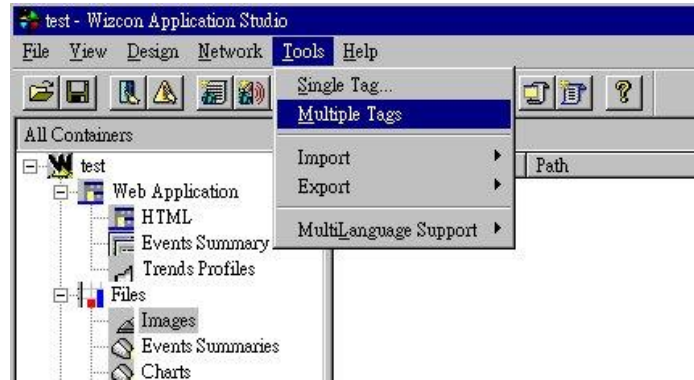 test - Wizcon Application Studio
File View Design Network Tools Help
Single Tag...
Multiple Tags
Import
Export
MultiLanguage Support
All Containers
Path
test
Web Application
HTML
Events Summary
Trends Profiles
Files
Images
Events Summaries
Charts